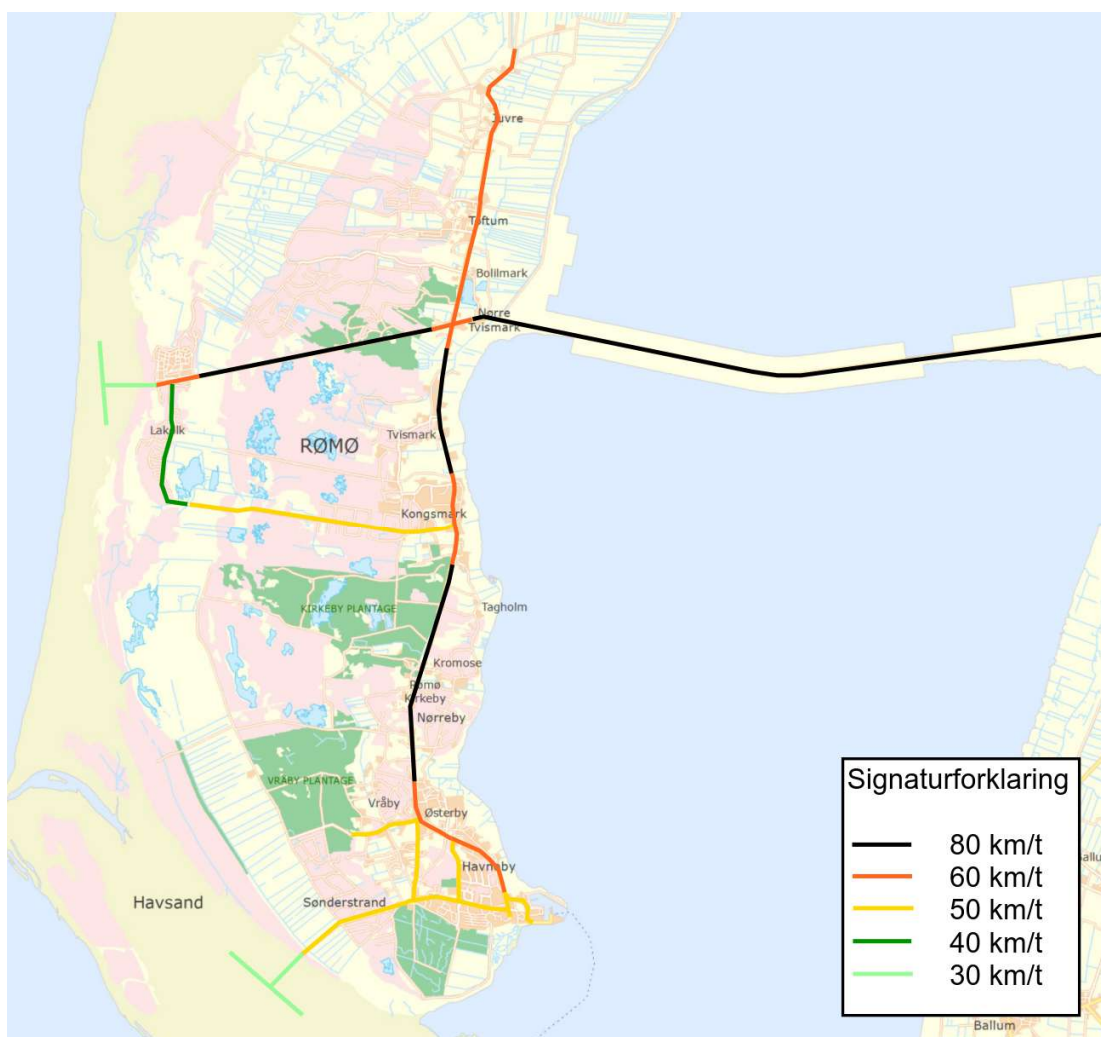 Juvre
Toftum
Bolilmark
Nørre
Tvismark
Lakolk
Tvismark
RØMØ
Kongsmark
KIRKEBY PLANTAGE
Tagholm
Kromose
Rømø
Kirkeby
Nørreby
VRÅBY PLANTAGE
Vråby
Østerby
Havneby
Havsand
Sønderstrand
Signaturforklaring
80 km/t
60 km/t
50 km/t
40 km/t
30 km/t
Ballum